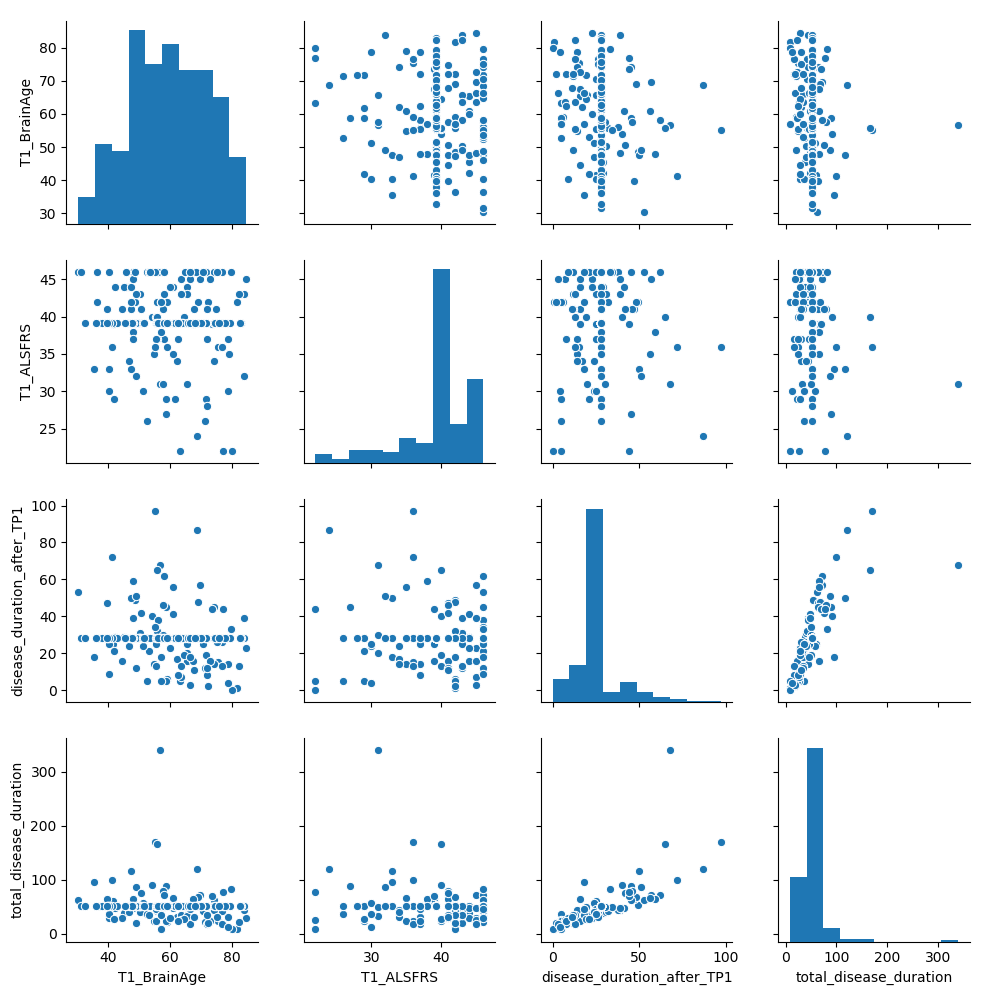 T1_BrainAge
80
70
60
50
40
30
T1_ALSFRS
45
40
35
30
25
disease_duration_after_TP1
100
80
60
40
20
0
total_disease_duration
300
200
100
0
40 60 80
30 40
0 50 100
0 100 200 300
T1_BrainAge T1_ALSFRS disease_duration_after_TP1 total_disease_duration